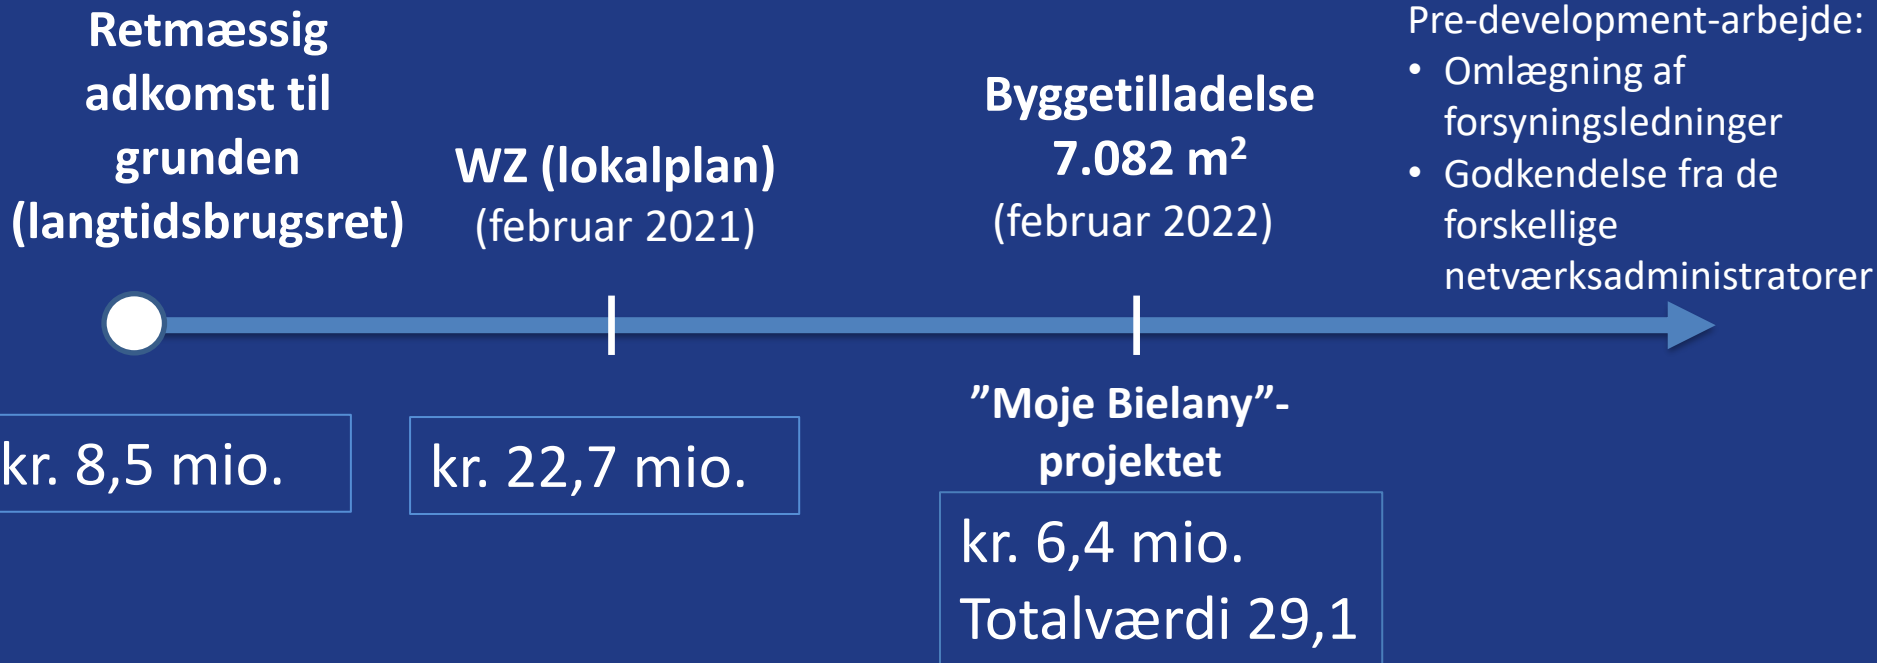 Retmæssig
adkomst til
grunden
(langtidsbrugsret)
WZ (lokalplan)
(februar 2021)
Byggetilladelse
7.082 m²
(februar 2022)
Pre-development-arbejde:
• Omlægning af
forsyningsledninger
• Godkendelse fra de
forskellige
netværksadministratorer
kr. 8,5 mio.
kr. 22,7 mio.
”Moje Bielany”-
projektet
kr. 6,4 mio.
Totalværdi 29,1